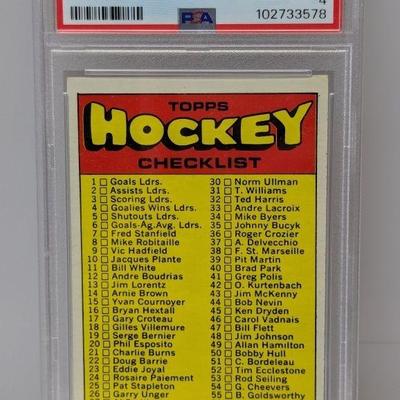 4
PSA
102733578
TOPPS
HOCKEY
CHECKLIST
1 Goals Ldrs.
2 Assists Ldrs.
3 Scoring Ldrs.
4 Goalies Wins Ldrs.
5 Shutouts Ldrs.
6 Goals-Ag.Avg. Ldrs.
7 Fred Stanfield
8 Mike Robitaille
9 Vic Hadfield
10 Jacques Plante
11 Bill White
12 Andre Boudrias
13 Jim Lorentz
14 Arnie Brown
15 Yvan Cournoyer
16 Bryan Hextall
17 Gary Croteau
18 Gilles Villemure
19 Serge Bernier
20 Phil Esposito
21 Charlie Burns
22 Doug Barrie
23 Eddie Joyal
24 Rosaire Paiement
25 Pat Stapleton
26 Garry Unger
30 Norm Ullman
31 T. Williams
32 Ted Harris
33 Andre Lacroix
34 Mike Byers
35 Johnny Bucyk
36 Roger Crozier
37 A. Delvecchio
38 F. St. Marseille
39 Pit Martin
40 Brad Park
41 Greg Polis
42 O. Kurtenbach
43 Jim McKenny
44 Bob Nevin
45 Ken Dryden
46 Carol Vadnais
47 Bill Flett
48 Jim Johnson
49 Allan Hamilton
50 Bobby Hull
51 C. Bordeleau
52 Tim Ecclestone
53 Rod Seiling
54 G. Cheevers
55 B. Goldsworthy